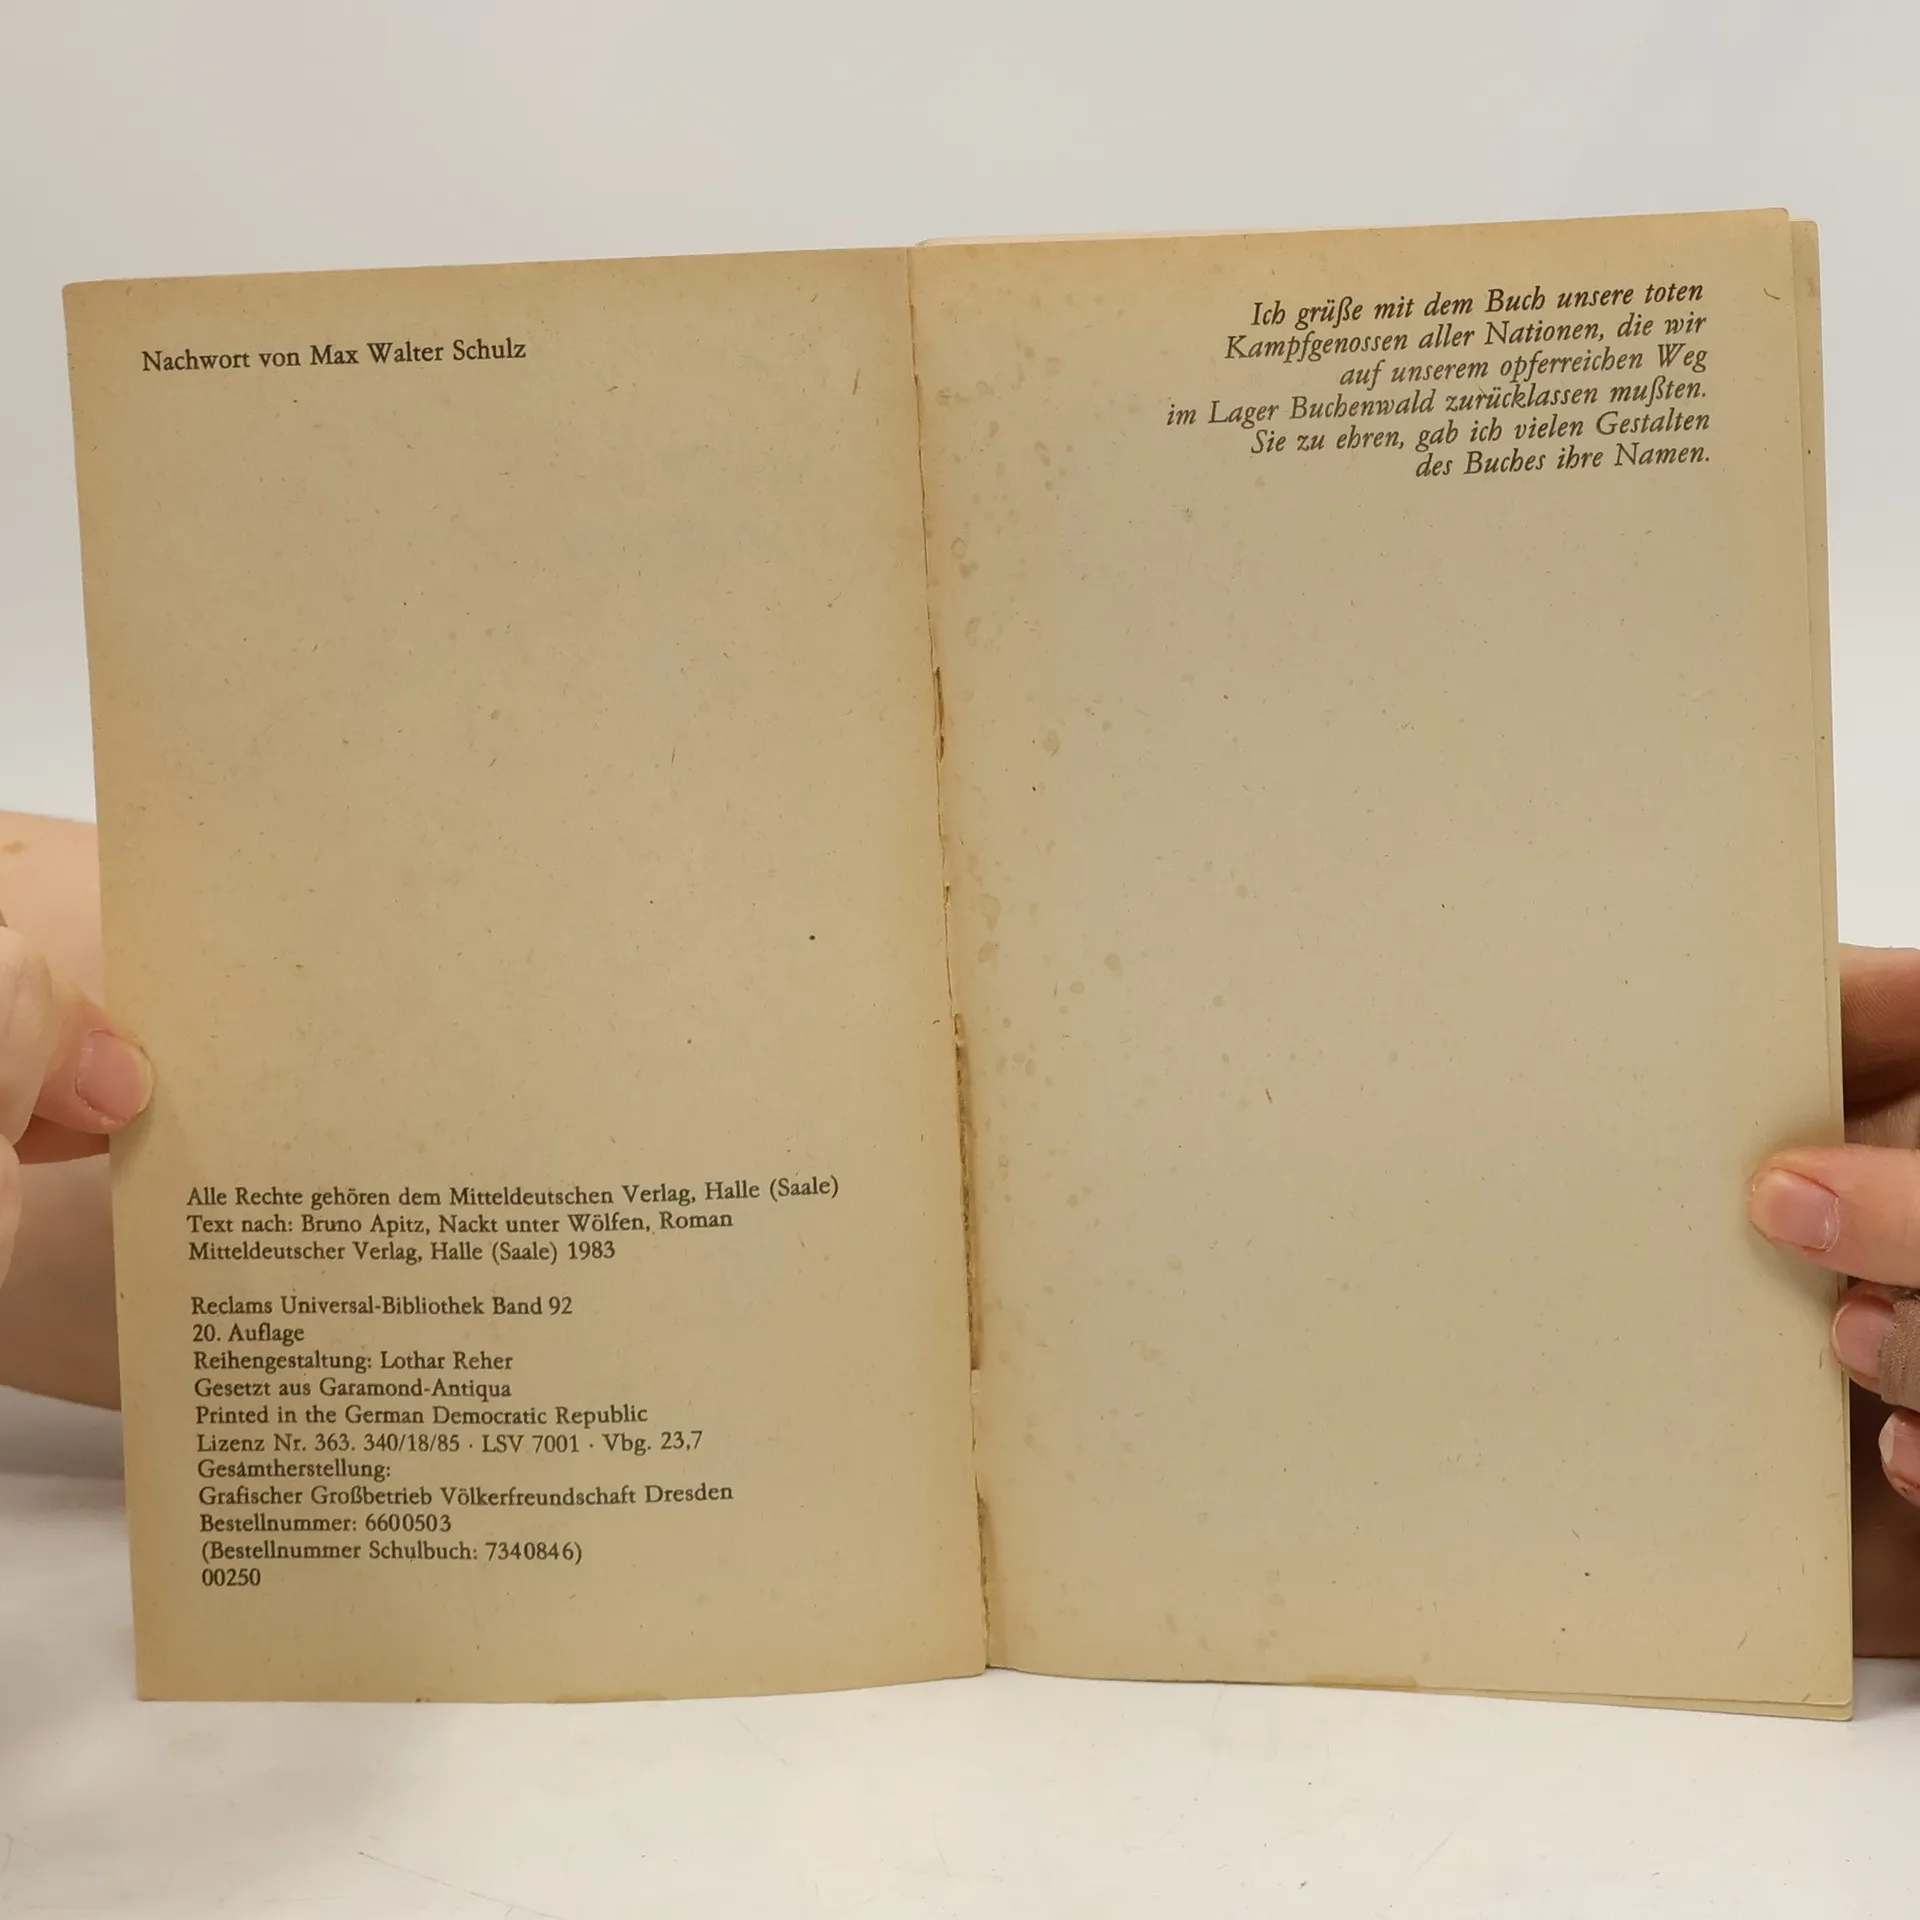 Nachwort von Max Walter Schulz
Alle Rechte gehören dem Mitteldeutschen Verlag, Halle (Saale)
Text nach: Bruno Apitz, Nackt unter Wölfen, Roman
Mitteldeutscher Verlag, Halle (Saale) 1983
Reclams Universal-Bibliothek Band 92
20. Auflage
Reihengestaltung: Lothar Reher
Gesetzt aus Garamond-Antiqua
Printed in the German Democratic Republic
Lizenz Nr. 363. 340/18/85 · LSV 7001 · Vbg. 23,7
Gesamtherstellung:
Grafischer Großbetrieb Völkerfreundschaft Dresden
Bestellnummer: 6600503
(Bestellnummer Schulbuch: 7340846)
00250
Ich grüße mit dem Buch unsere toten
Kampfgenossen aller Nationen, die wir
auf unserem opferreichen Weg
im Lager Buchenwald zurücklassen mußten.
Sie zu ehren, gab ich vielen Gestalten
des Buches ihre Namen.